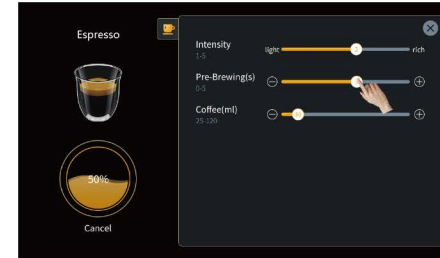 Espresso
Intensity
1-5
light
rich
Pre-Brewing(s)
0-5
Coffee(ml)
25-120
50%
Cancel